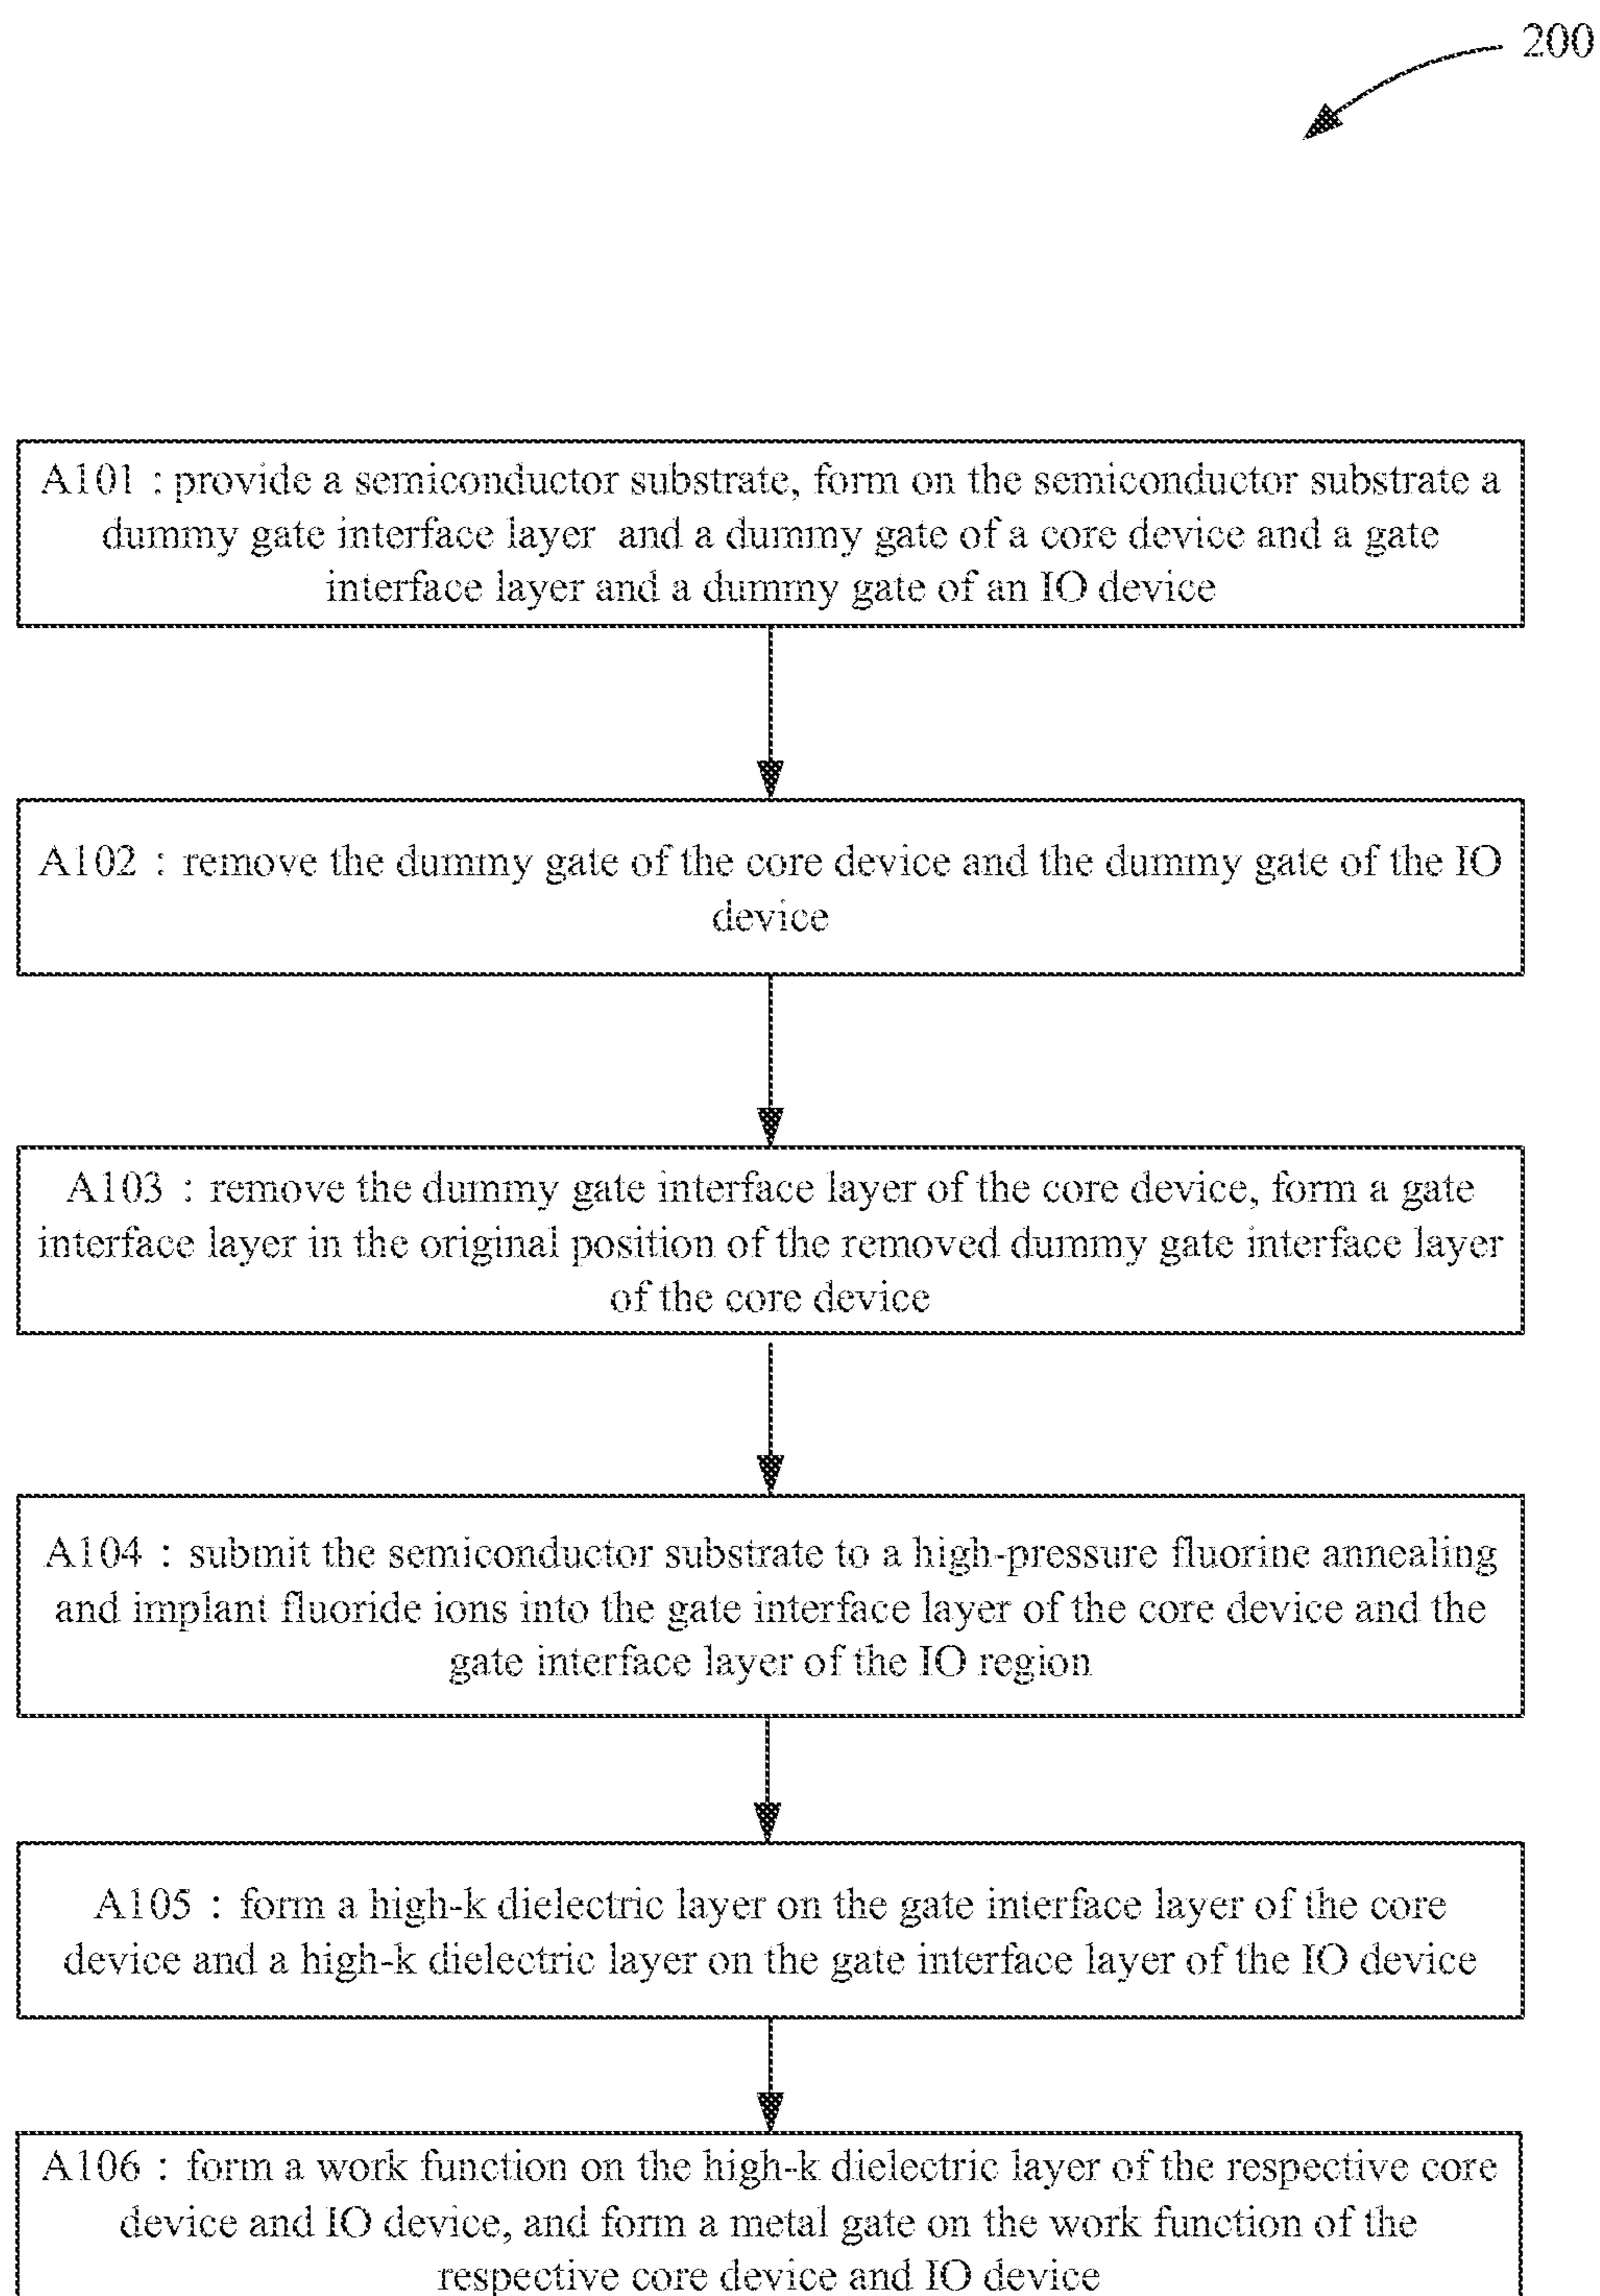 200
A101 : provide a semiconductor substrate, form on the semiconductor substrate a
dummy gate interface layer and a dummy gate of a core device and a gate
interface layer and a dummy gate of an IO device
A102 : remove the dummy gate of the core device and the dummy gate of the IO
device
A103 : remove the dummy gate interface layer of the core device, form a gate
interface layer in the original position of the removed dummy gate interface layer
of the core device
A104 : submit the semiconductor substrate to a high-pressure fluorine annealing
and implant fluoride ions into the gate interface layer of the core device and the
gate interface layer of the IO region
A105 : form a high-k dielectric layer on the gate interface layer of the core
device and a high-k dielectric layer on the gate interface layer of the IO device
A106 : form a work function on the high-k dielectric layer of the respective core
device and IO device, and form a metal gate on the work function of the
respective core device and IO device